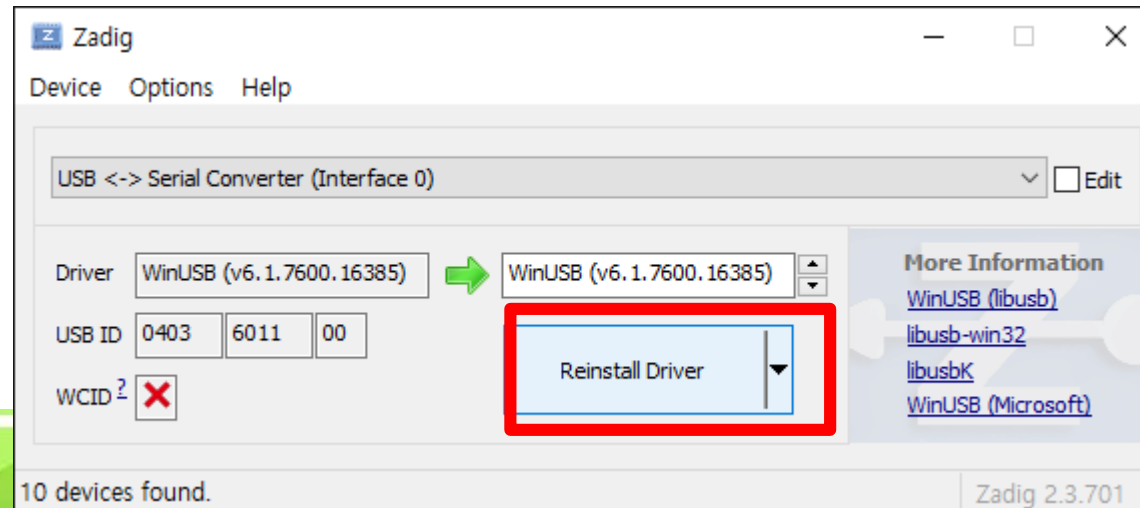 Zadig
Device Options Help
USB <-> Serial Converter (Interface 0)
Edit
Driver WinUSB (v6.1.7600.16385) WinUSB (v6.1.7600.16385)
USB ID 0403 6011 00
WCID ?
Reinstall Driver
More Information
WinUSB (libusb)
libusb-win32
libusbK
WinUSB (Microsoft)
10 devices found.
Zadig 2.3.701